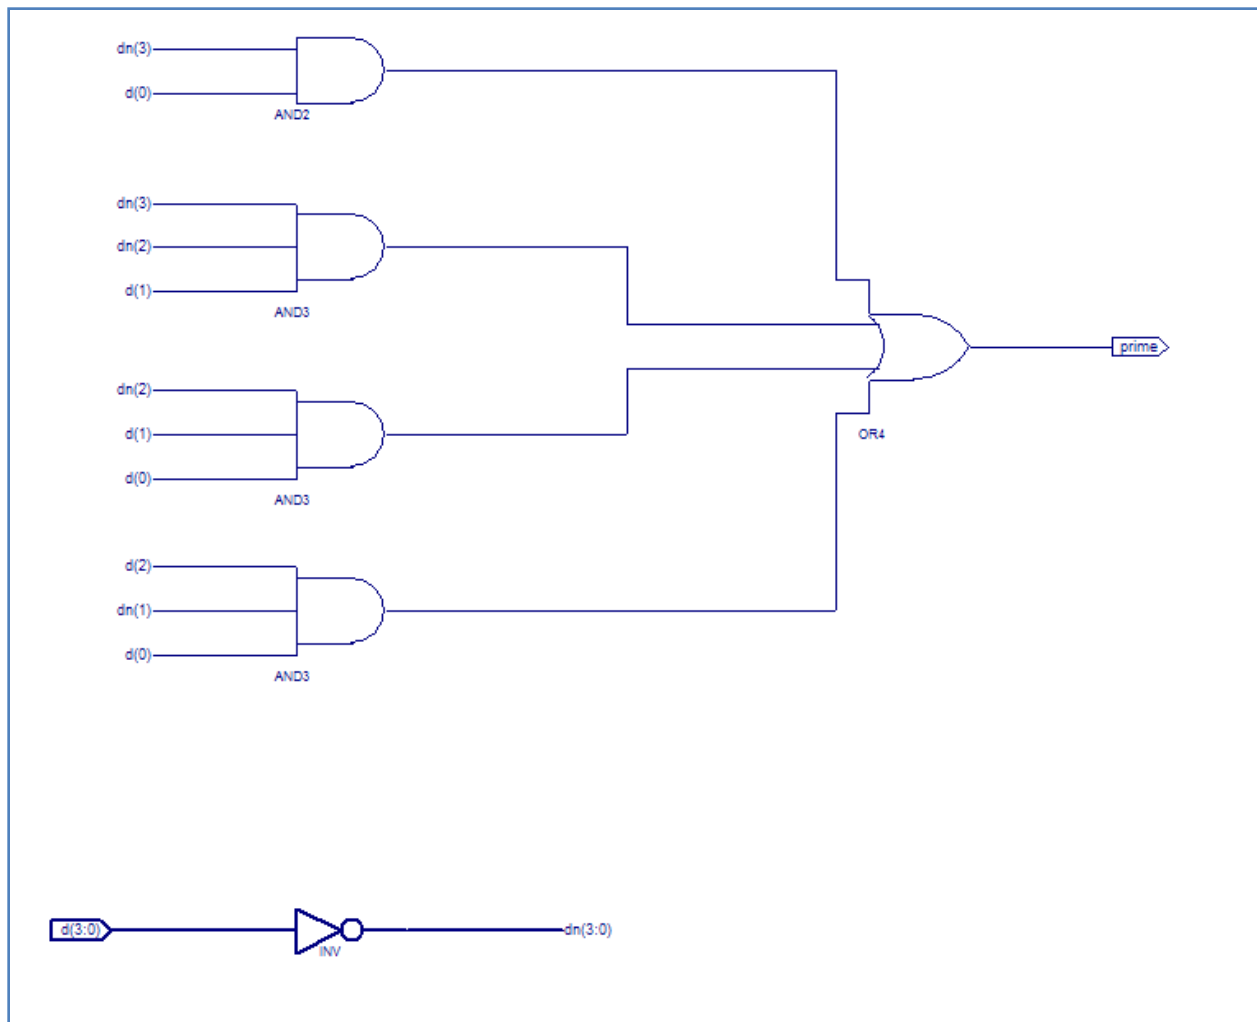 dn(3)
d(0)
AND2
dn(3)
dn(2)
d(1)
AND3
dn(2)
d(1)
d(0)
AND3
d(2)
dn(1)
d(0)
AND3
OR4
prime
d(3:0)
INV
dn(3:0)